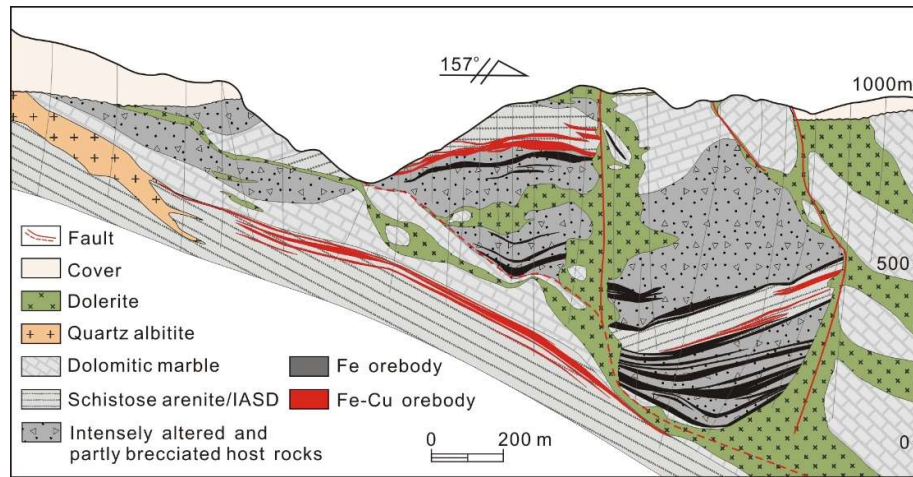 157°
1000m
500
0
Fault
Cover
Dolerite
Quartz albitite
Dolomitic marble
Schistose arenite/IASD
Intensely altered and
partly brecciated host rocks
Fe orebody
Fe-Cu orebody
0 200 m